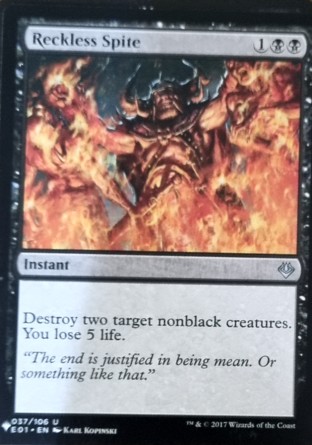 Reckless Spite 1
Instant
Destroy two target nonblack creatures.
You lose 5 life.
“The end is justified in being mean. Or
something like that.”
037/106 U
E01 • EN Karl Kopinski ™ & © 2017 Wizards of the Coast